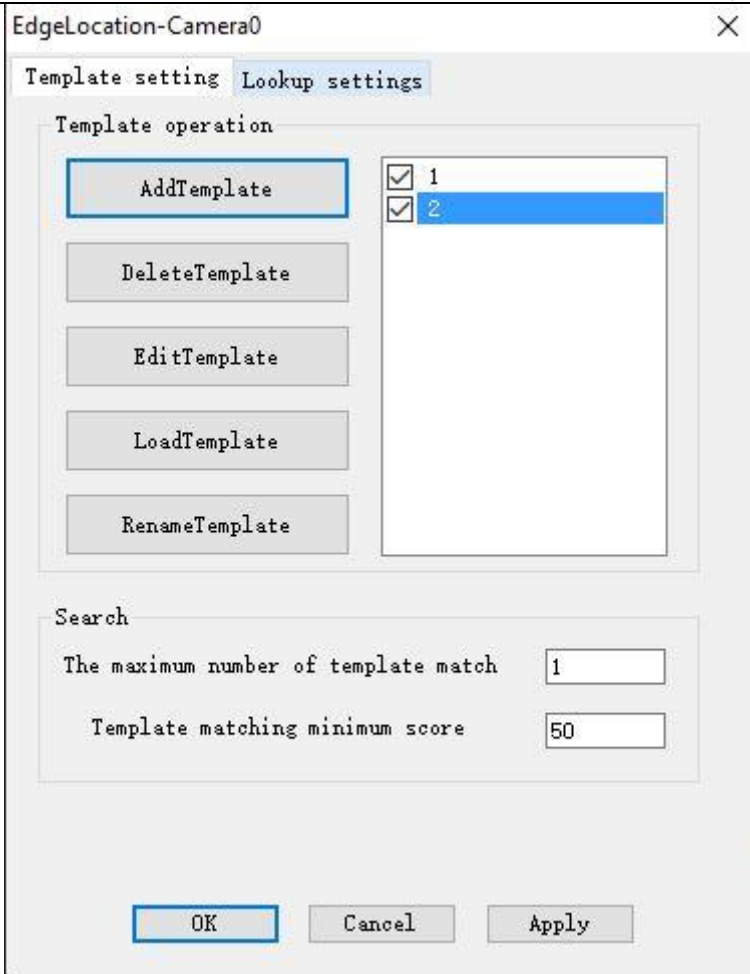 EdgeLocation-Camera0
Template setting Lookup settings
Template operation
AddTemplate
1
2
DeleteTemplate
EditTemplate
LoadTemplate
RenameTemplate
Search
The maximum number of template match 1
Template matching minimum score 50
OK Cancel Apply